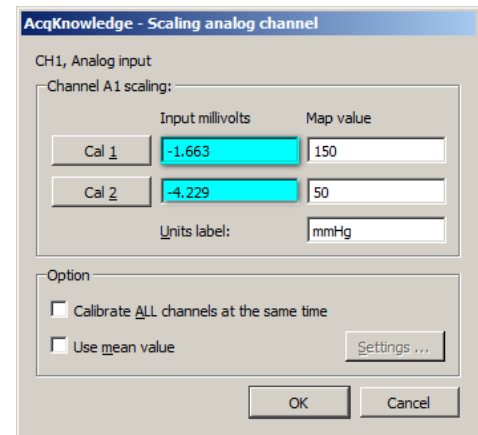 AcqKnowledge - Scaling analog channel
CH1, Analog input
Channel A1 scaling:
Input millivolts Map value
Cal 1 -1.663 150
Cal 2 -4.229 50
Units label: mmHg
Option
Calibrate ALL channels at the same time
Use mean value Settings ...
OK Cancel